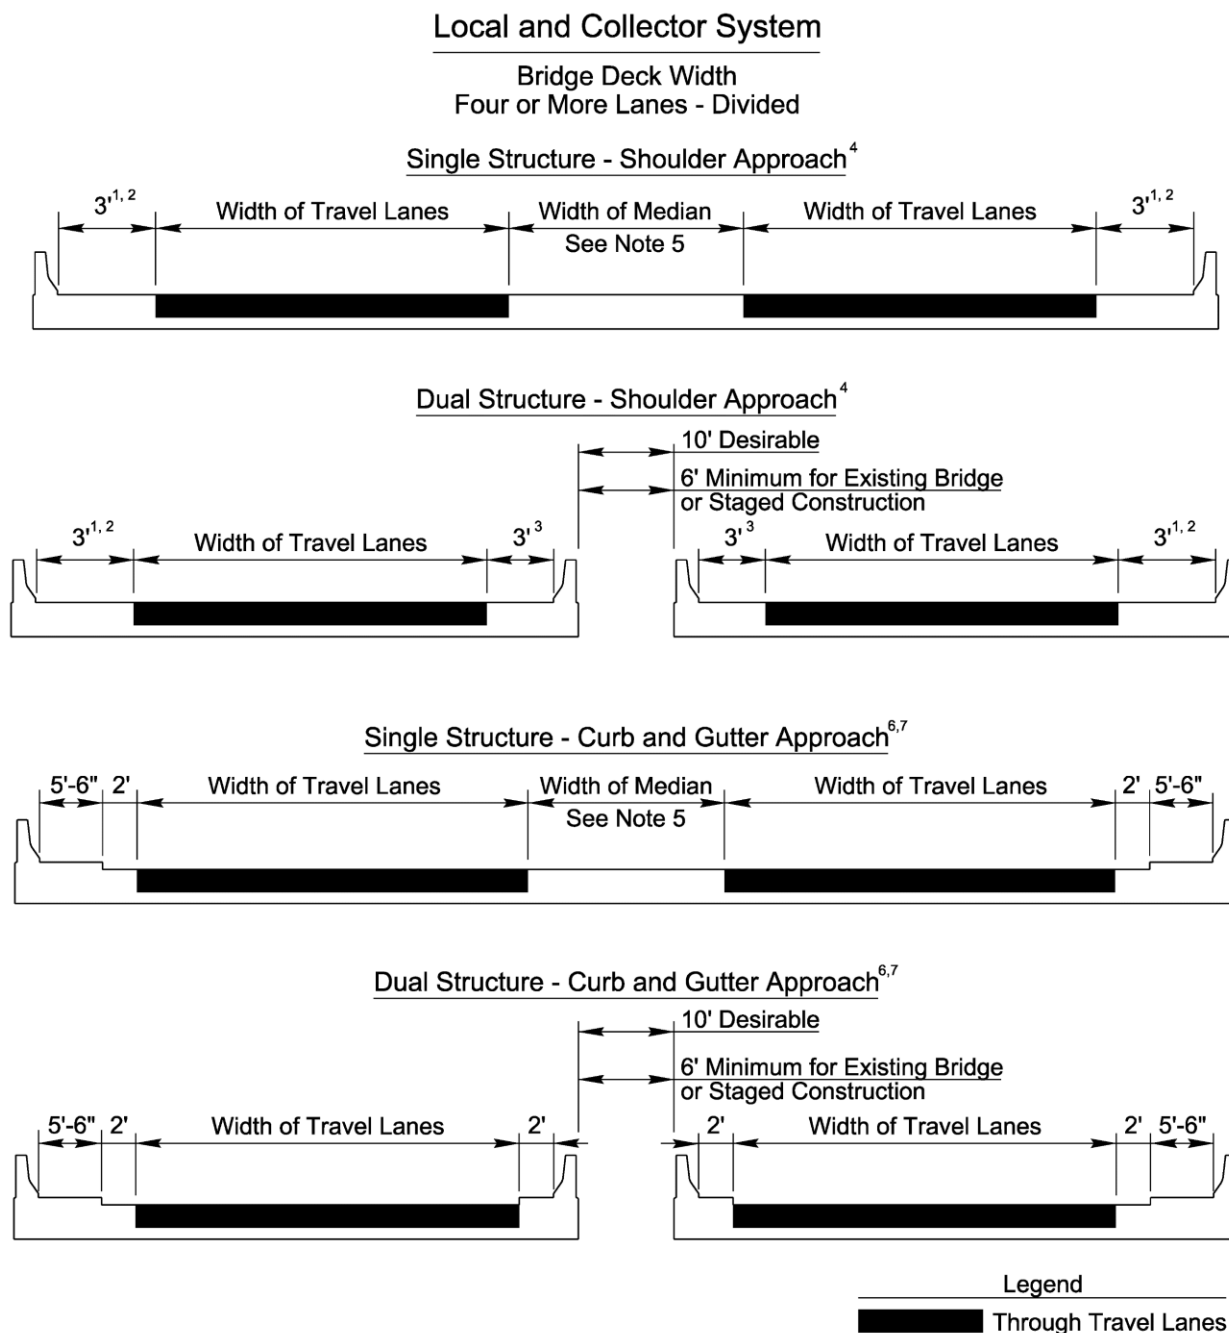 Local and Collector System
Bridge Deck Width
Four or More Lanes - Divided
Single Structure - Shoulder Approach4
3'1, 2 Width of Travel Lanes Width of Median Width of Travel Lanes 3'1, 2
See Note 5
Dual Structure - Shoulder Approach4
10' Desirable
6' Minimum for Existing Bridge
or Staged Construction
3'1, 2 Width of Travel Lanes 3'3 3'3 Width of Travel Lanes 3'1, 2
Single Structure - Curb and Gutter Approach6,7
5'-6" 2' Width of Travel Lanes Width of Median Width of Travel Lanes 2' 5'-6"
See Note 5
Dual Structure - Curb and Gutter Approach6,7
10' Desirable
6' Minimum for Existing Bridge
or Staged Construction
5'-6" 2' Width of Travel Lanes 2' 2' Width of Travel Lanes 2' 5'-6"
Legend
Through Travel Lanes